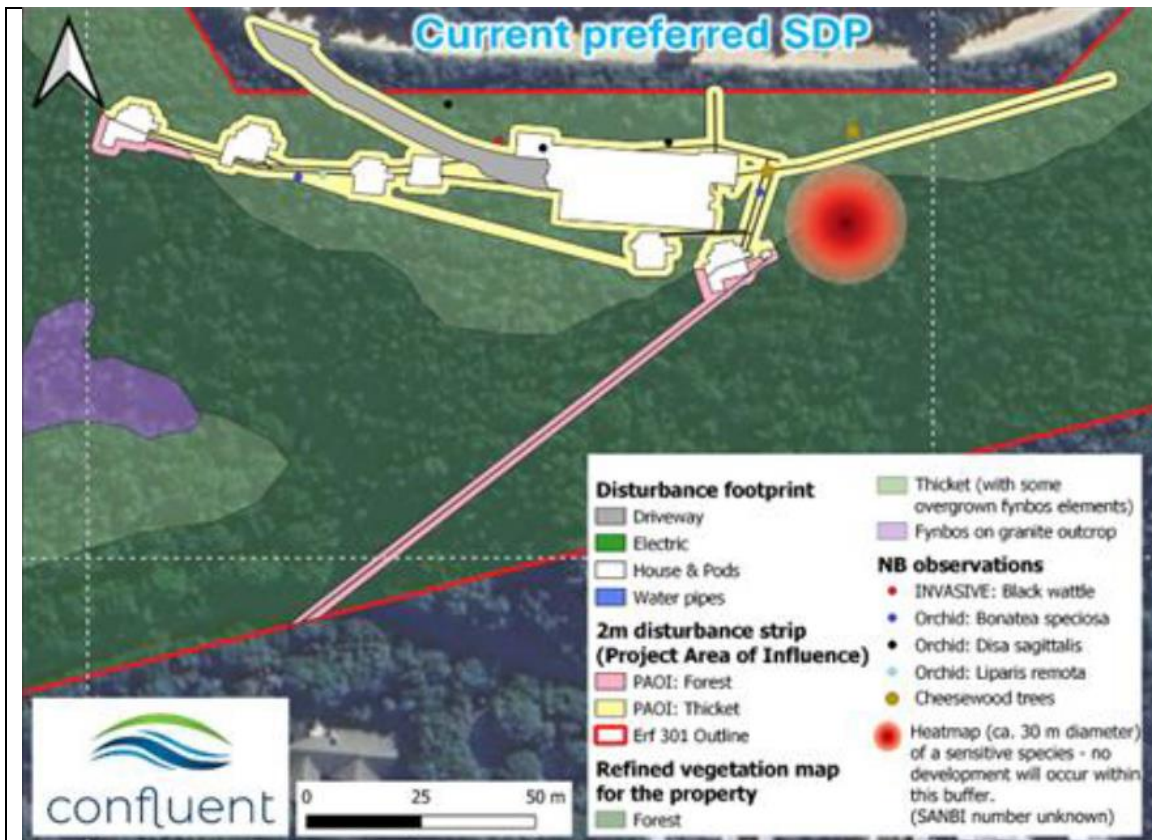 Current preferred SDP
Disturbance footprint
Driveway
Electric
House & Pods
Water pipes
2m disturbance strip
(Project Area of Influence)
PAOI: Forest
PAOI: Thicket
Erf 301 Outline
Refined vegetation map
for the property
Forest
Thicket (with some
overgrown fynbos elements)
Fynbos on granite outcrop
NB observations
INVASIVE: Black wattle
Orchid: Bonatea speciosa
Orchid: Disa sagittalis
Orchid: Liparis remota
Cheesewood trees
Heatmap (ca. 30 m diameter)
of a sensitive species - no
development will occur within
this buffer.
(SANBI number unknown)
confluent
0 25 50 m